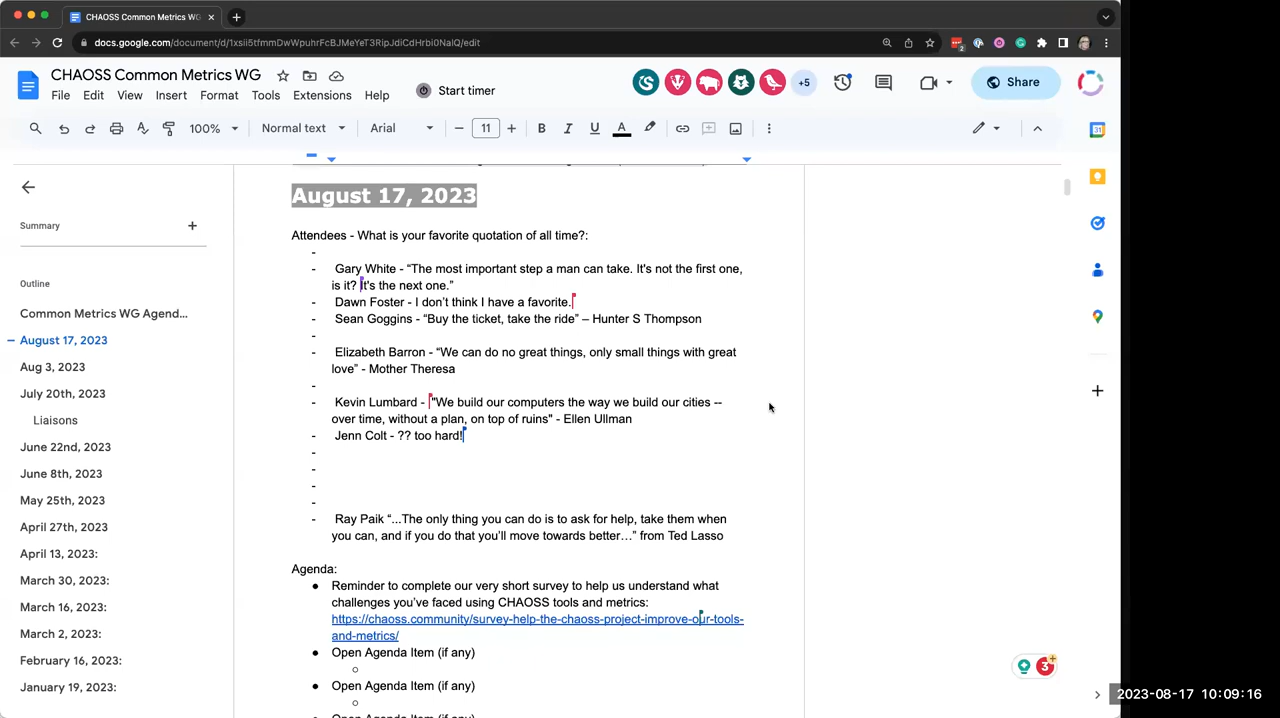 CHAOSS Common Metrics WG
docs.google.com/document/d/1xsii5tfmmDwWpuhrFcBJMeYeT3RipJdiCdHrbi0NaIQ/edit
2
CHAOSS Common Metrics WG
File Edit View Insert Format Tools Extensions Help
Start timer
+5
Share
100% Normal text Arial 11 B I U A
31
August 17, 2023
Summary
Attendees - What is your favorite quotation of all time?:
-
- Gary White - “The most important step a man can take. It's not the first one,
is it? It's the next one.”
- Dawn Foster - I don’t think I have a favorite.
- Sean Goggins - “Buy the ticket, take the ride” – Hunter S Thompson
-
- Elizabeth Barron - “We can do no great things, only small things with great
love” - Mother Theresa
-
- Kevin Lumbard - "We build our computers the way we build our cities --
over time, without a plan, on top of ruins" - Ellen Ullman
- Jenn Colt - ?? too hard!
-
-
-
-
- Ray Paik “...The only thing you can do is to ask for help, take them when
you can, and if you do that you’ll move towards better…” from Ted Lasso
Agenda:
● Reminder to complete our very short survey to help us understand what
challenges you’ve faced using CHAOSS tools and metrics:
https://chaoss.community/survey-help-the-chaoss-project-improve-our-tools-
and-metrics/
● Open Agenda Item (if any)
○
● Open Agenda Item (if any)
○
Open Agenda Item (if any)
Outline
Common Metrics WG Agend...
August 17, 2023
Aug 3, 2023
July 20th, 2023
Liaisons
June 22nd, 2023
June 8th, 2023
May 25th, 2023
April 27th, 2023
April 13, 2023:
March 30, 2023:
March 16, 2023:
March 2, 2023:
February 16, 2023:
January 19, 2023:
3
2023-08-17 10:09:16